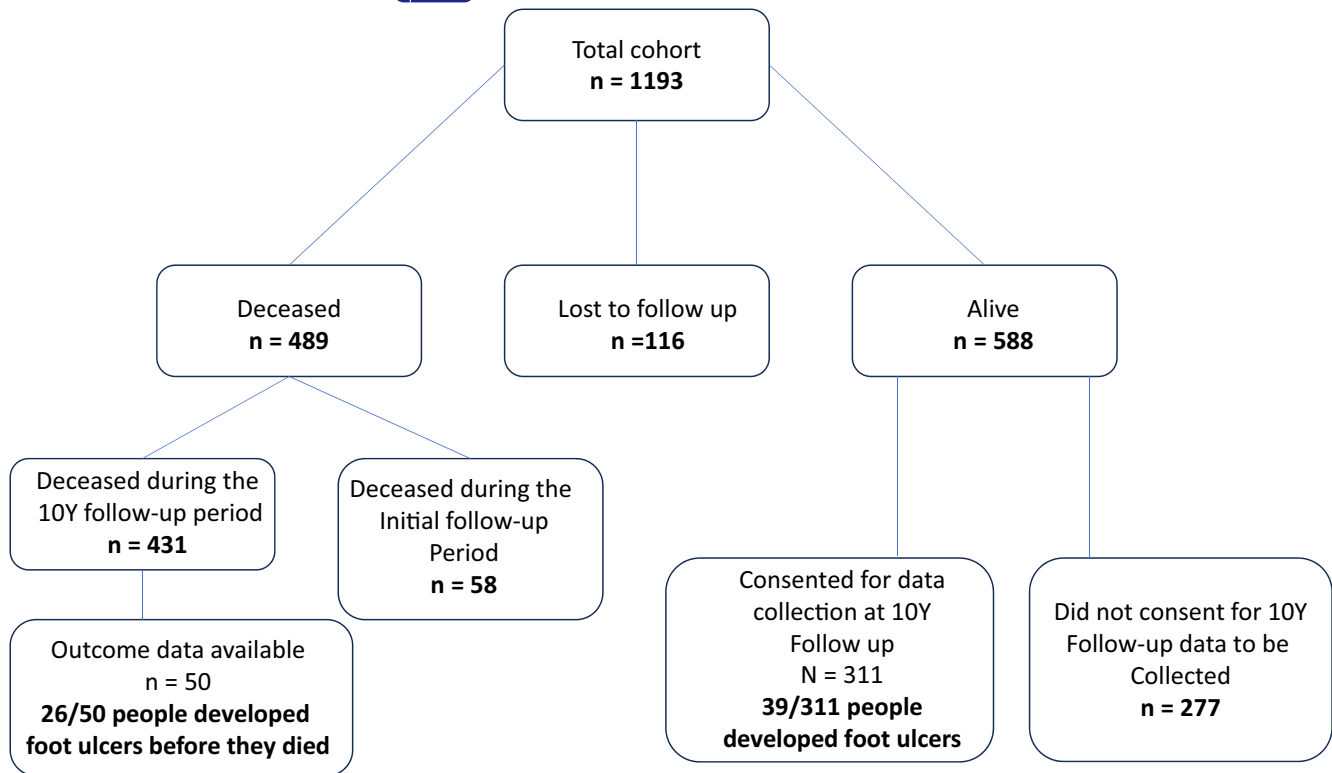 Total cohort
n = 1193
Deceased
n = 489
Lost to follow up
n =116
Alive
n = 588
Deceased during the
10Y follow-up period
n = 431
Deceased during the
Initial follow-up
Period
n = 58
Outcome data available
n = 50
26/50 people developed
foot ulcers before they died
Consented for data
collection at 10Y
Follow up
N = 311
39/311 people
developed foot ulcers
Did not consent for 10Y
Follow-up data to be
Collected
n = 277